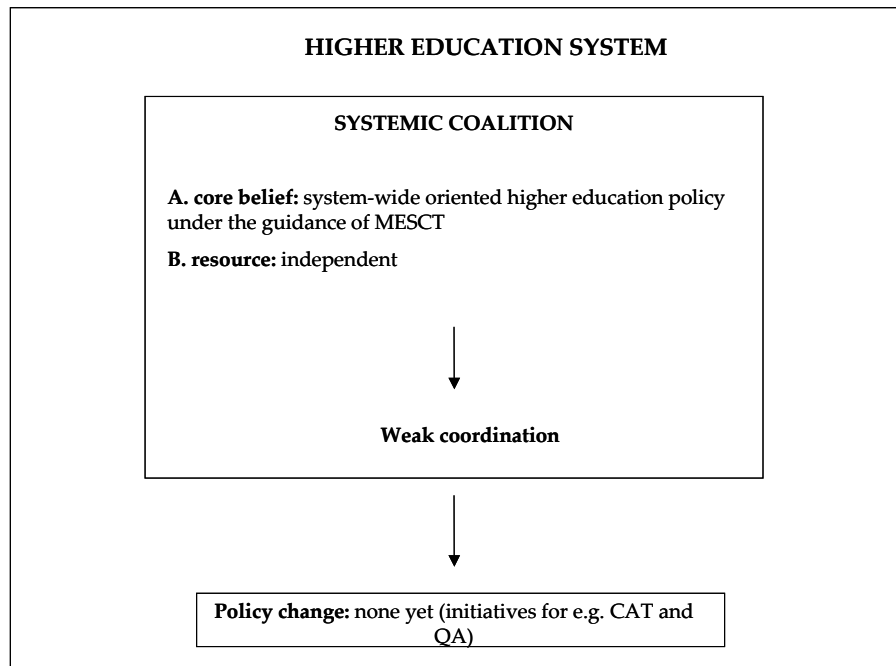 HIGHER EDUCATION SYSTEM
SYSTEMIC COALITION
A. core belief: system-wide oriented higher education policy
under the guidance of MESCT
B. resource: independent
Weak coordination
Policy change: none yet (initiatives for e.g. CAT and
QA)